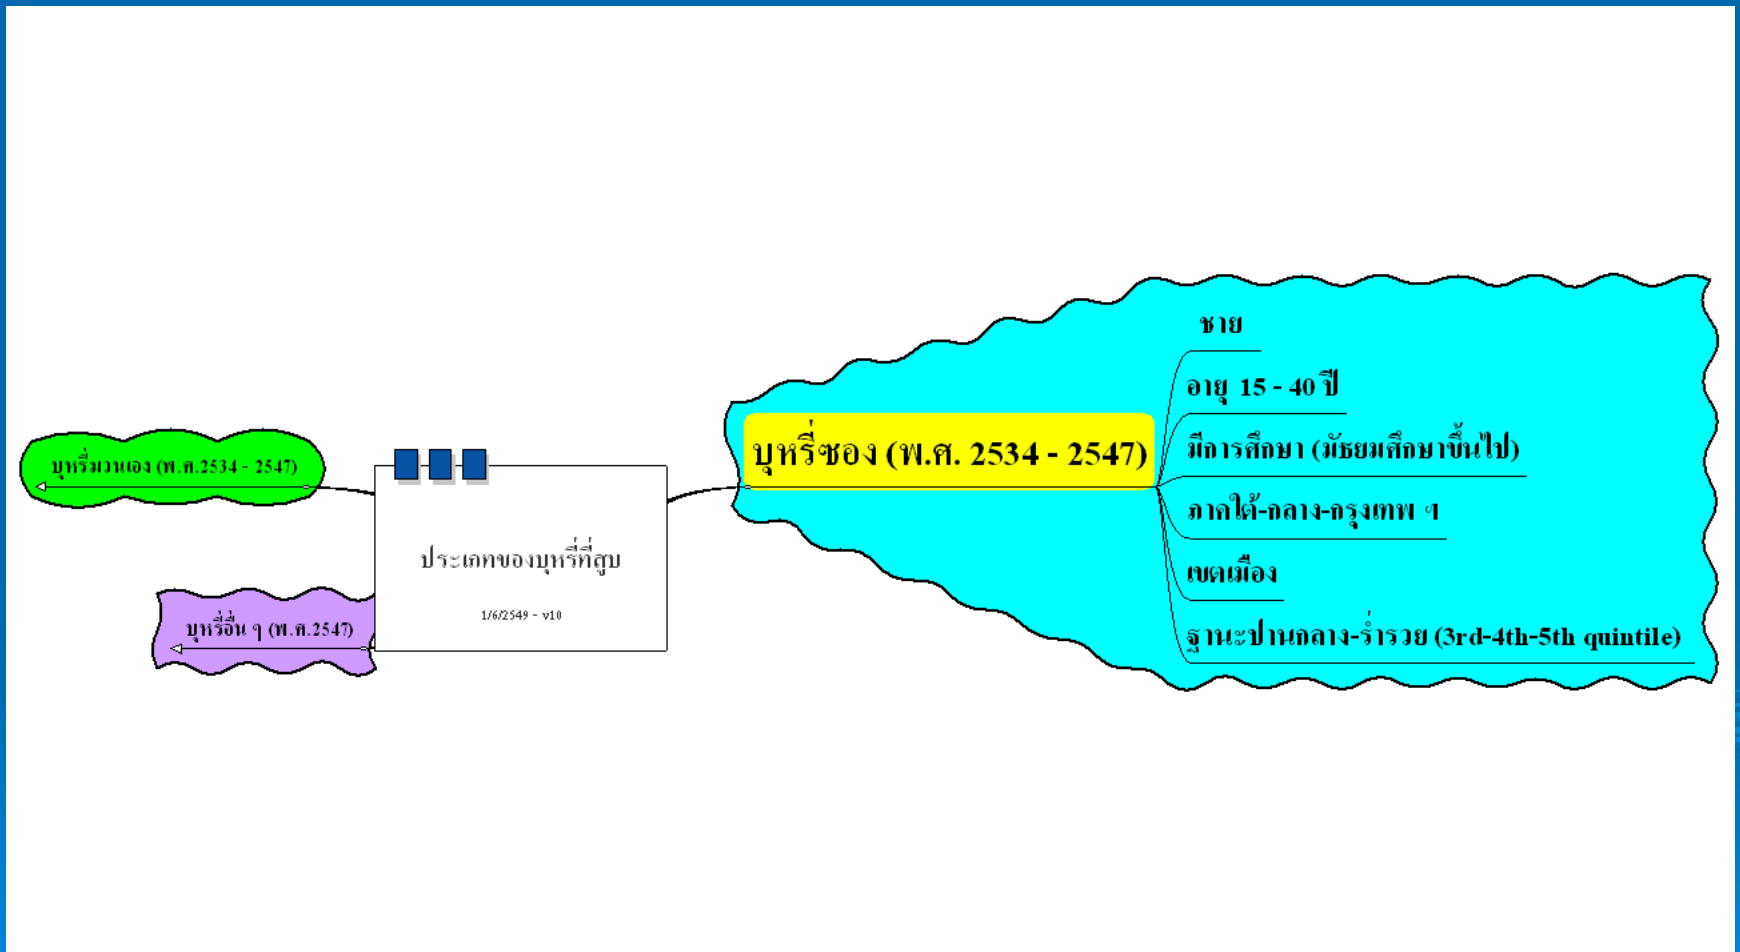 บุหรี่มวนเอง (พ.ศ.2534 - 2547)
บุหรี่อื่น ๆ (พ.ศ.2547)
ประเภทของบุหรี่ที่สูบ
1/6/2549 - v10
บุหรี่ซอง (พ.ศ. 2534 - 2547)
ชาย
อายุ 15 - 40 ปี
มีการศึกษา (มัธยมศึกษาขึ้นไป)
ภาคใต้-กลาง-กรุงเทพ ฯ
เขตเมือง
ฐานะปานกลาง-ร่ำรวย (3rd-4th-5th quintile)